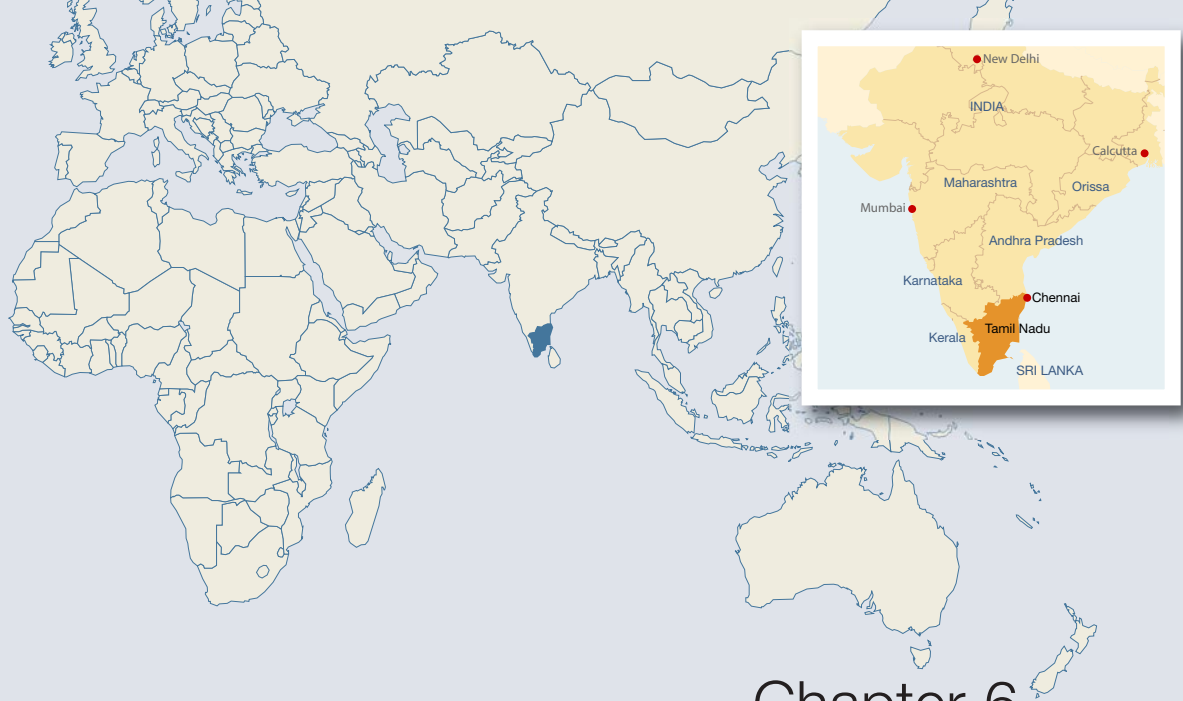 New Delhi
INDIA
Calcutta
Maharashtra
Orissa
Mumbai
Andhra Pradesh
Karnataka
Chennai
Tamil Nadu
Kerala
SRI LANKA
Chapter 6